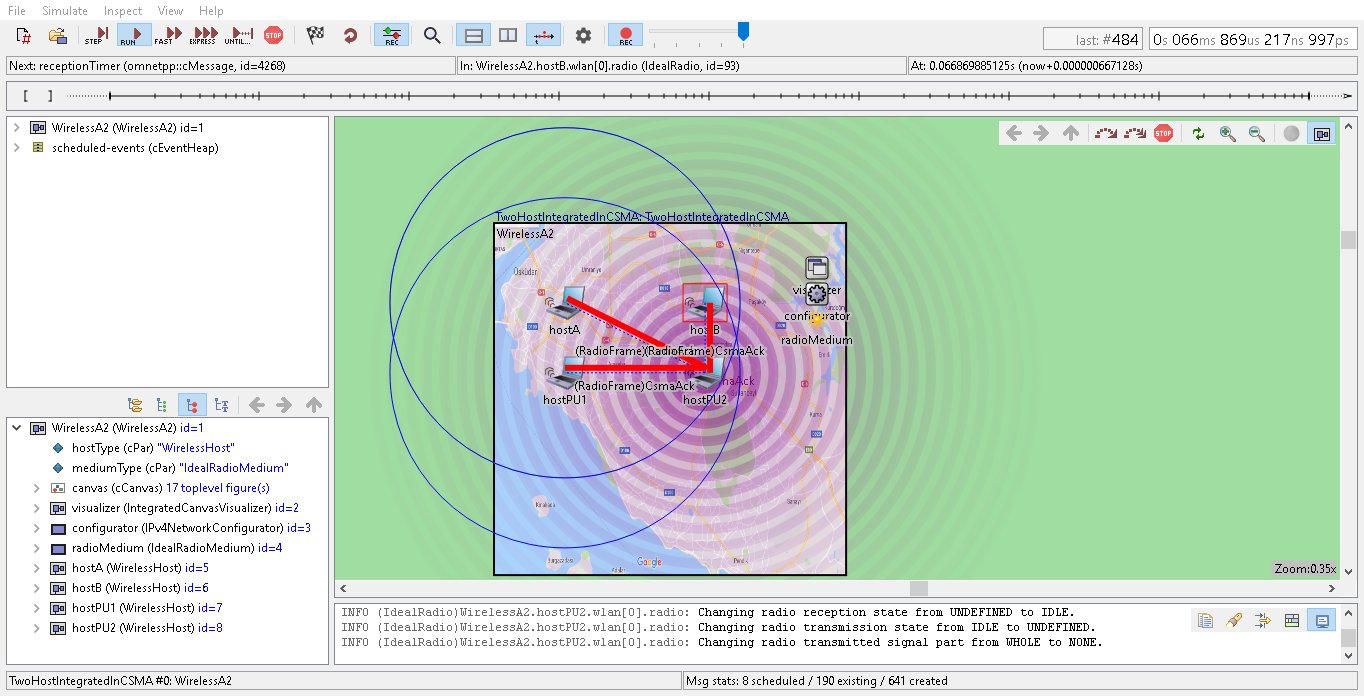 File Simulate Inspect View Help
STEP RUN FAST EXPRESS UNTIL... STOP REC REC
last: #484 0s 066ms 869us 217ns 997ps
Next: receptionTimer (omnetpp::cMessage, id=4268) In: WirelessA2.hostB.wlan[0].radio (IdealRadio, id=93) At: 0.066869885125s (now+0.000000667128s)
[ ]
WirelessA2 (WirelessA2) id=1
scheduled-events (cEventHeap)
STOP
TwoHostIntegratedInCSMA: TwoHostIntegratedInCSMA
WirelessA2
Üsküdar
Ümraniye
hostA
hostB
configurator
radioMedium
(RadioFrame)(RadioFrame)CsmaAck
(RadioFrame)CsmaAck
hostPU1
hostPU2
Kınalıada
Burgazadası
Adalar
Google
Pendik
Zoom:0.35x
WirelessA2 (WirelessA2) id=1
hostType (cPar) "WirelessHost"
mediumType (cPar) "IdealRadioMedium"
canvas (cCanvas) 17 toplevel figure(s)
visualizer (IntegratedCanvasVisualizer) id=2
configurator (IPv4NetworkConfigurator) id=3
radioMedium (IdealRadioMedium) id=4
hostA (WirelessHost) id=5
hostB (WirelessHost) id=6
hostPU1 (WirelessHost) id=7
hostPU2 (WirelessHost) id=8
INFO (IdealRadio)WirelessA2.hostPU2.wlan[0].radio: Changing radio reception state from UNDEFINED to IDLE.
INFO (IdealRadio)WirelessA2.hostPU2.wlan[0].radio: Changing radio transmission state from IDLE to UNDEFINED.
INFO (IdealRadio)WirelessA2.hostPU2.wlan[0].radio: Changing radio transmitted signal part from WHOLE to NONE.
TwoHostIntegratedInCSMA #0: WirelessA2 Msg stats: 8 scheduled / 190 existing / 641 created